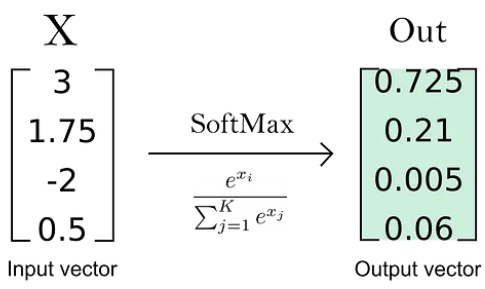 X
3
1.75
-2
0.5
Input vector
SoftMax
e^{x_i}
∑_{j=1}^{K} e^{x_j}
Out
0.725
0.21
0.005
0.06
Output vector